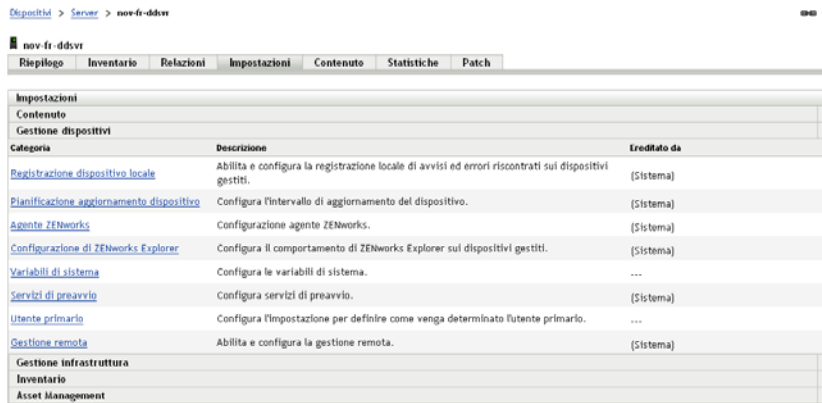 Dispositivi > Server > nov-fr-ddsvr
nov-fr-ddsvr
Riepilogo Inventario Relazioni Impostazioni Contenuto Statistiche Patch
Impostazioni
Contenuto
Gestione dispositivi
Categoria Descrizione Ereditato da
Registrazione dispositivo locale Abilita e configura la registrazione locale di avvisi ed errori riscontrati sui dispositivi gestiti. (Sistema)
Pianificazione aggiornamento dispositivo Configura l'intervallo di aggiornamento del dispositivo. (Sistema)
Agente ZENworks Configurazione agente ZENworks. (Sistema)
Configurazione di ZENworks Explorer Configura il comportamento di ZENworks Explorer sui dispositivi gestiti. (Sistema)
Variabili di sistema Configura le variabili di sistema. ---
Servizi di preavvio Configura servizi di preavvio. (Sistema)
Utente primario Configura l'impostazione per definire come venga determinato l'utente primario. ---
Gestione remota Abilita e configura la gestione remota. (Sistema)
Gestione infrastruttura
Inventario
Asset Management